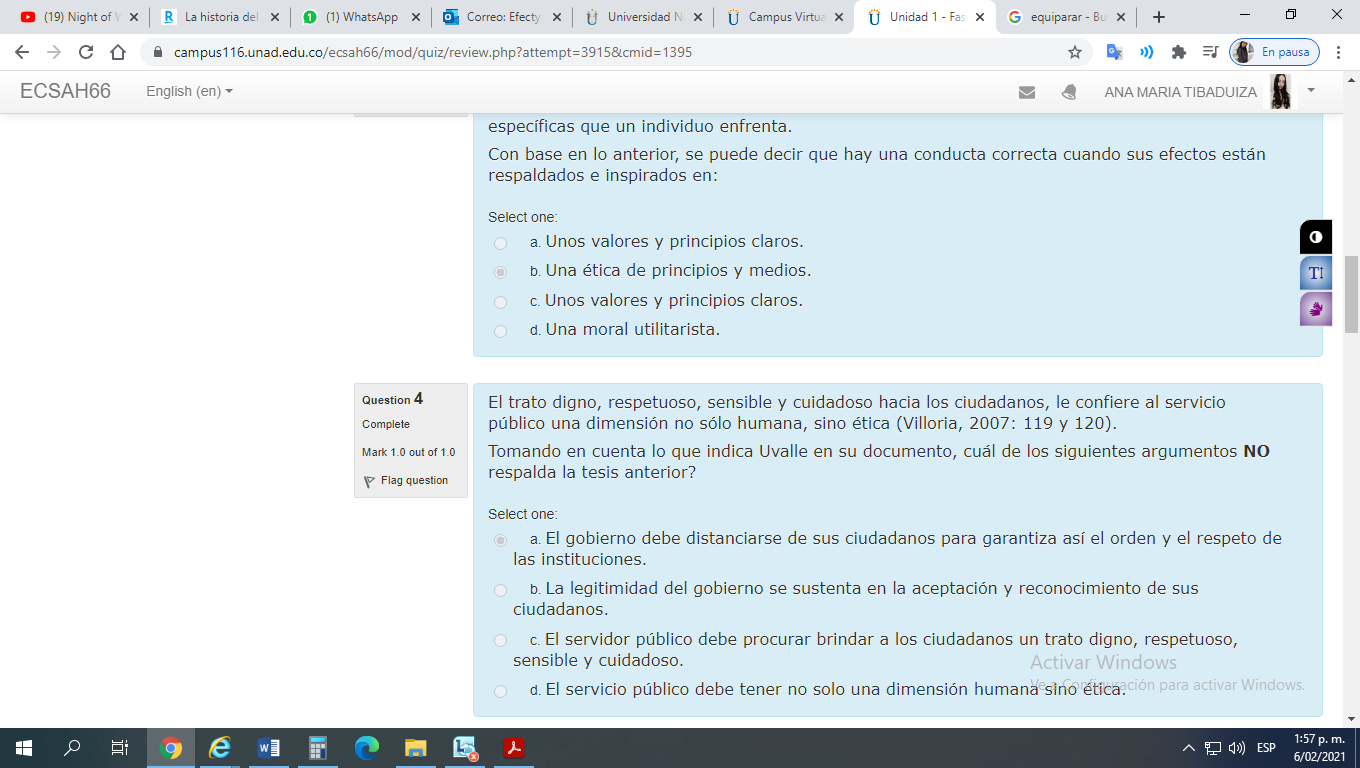 (19) Night of W
La historia del
(1) WhatsApp
Correo: Efecty
Universidad Na
Campus Virtua
Unidad 1 - Fas
equiparar - Bu
campus116.unad.edu.co/ecsah66/mod/quiz/review.php?attempt=3915&cmid=1395
En pausa
ECSAH66
English (en)
ANA MARIA TIBADUIZA
específicas que un individuo enfrenta.
Con base en lo anterior, se puede decir que hay una conducta correcta cuando sus efectos están
respaldados e inspirados en:
Select one:
a. Unos valores y principios claros.
b. Una ética de principios y medios.
c. Unos valores y principios claros.
d. Una moral utilitarista.
Question 4
Complete
Mark 1.0 out of 1.0
Flag question
El trato digno, respetuoso, sensible y cuidadoso hacia los ciudadanos, le confiere al servicio
público una dimensión no sólo humana, sino ética (Villoria, 2007: 119 y 120).
Tomando en cuenta lo que indica Uvalle en su documento, cuál de los siguientes argumentos NO
respalda la tesis anterior?
Select one:
a. El gobierno debe distanciarse de sus ciudadanos para garantiza así el orden y el respeto de
las instituciones.
b. La legitimidad del gobierno se sustenta en la aceptación y reconocimiento de sus
ciudadanos.
c. El servidor público debe procurar brindar a los ciudadanos un trato digno, respetuoso,
sensible y cuidadoso.
d. El servicio público debe tener no solo una dimensión humana sino ética.
Activar Windows
Ve a Configuración para activar Windows.
ESP
1:57 p. m.
6/02/2021